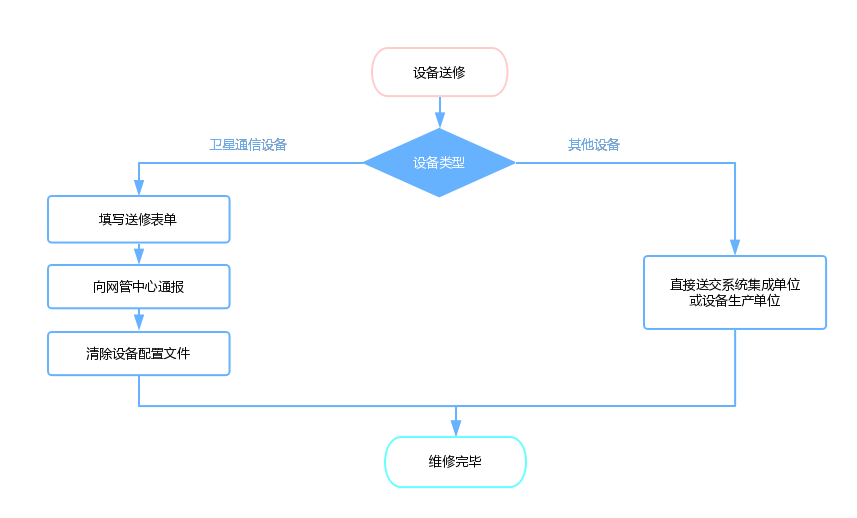 设备送修
卫星通信设备
其他设备
设备类型
填写送修表单
向网管中心通报
直接送交系统集成单位
或设备生产单位
清除设备配置文件
维修完毕